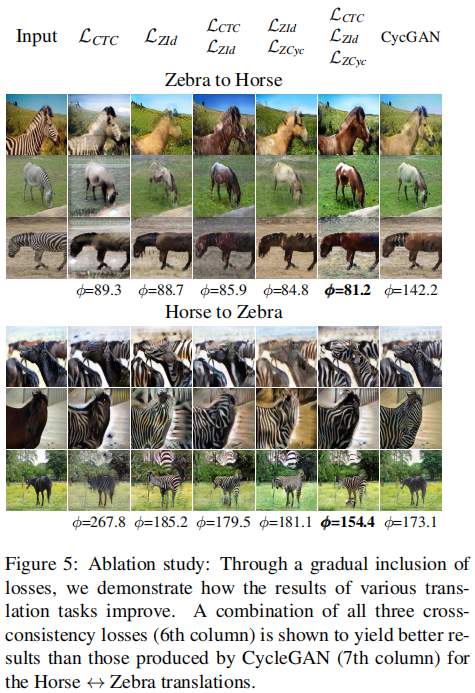 Input 𝓛_CTC 𝓛_ZId 𝓛_CTC 𝓛_ZId 𝓛_ZId 𝓛_ZCyc 𝓛_CTC 𝓛_ZId 𝓛_ZCyc CycGAN
Zebra to Horse
ϕ=89.3 ϕ=88.7 ϕ=85.9 ϕ=84.8 ϕ=81.2 ϕ=142.2
Horse to Zebra
ϕ=267.8 ϕ=185.2 ϕ=179.5 ϕ=181.1 ϕ=154.4 ϕ=173.1
Figure 5: Ablation study: Through a gradual inclusion of
losses, we demonstrate how the results of various trans-
lation tasks improve. A combination of all three cross-
consistency losses (6th column) is shown to yield better re-
sults than those produced by CycleGAN (7th column) for
the Horse ↔ Zebra translations.